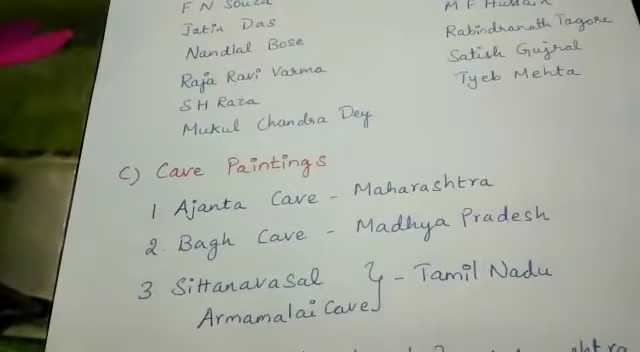 F N Souza
Jatin Das
Nandlal Bose
Raja Ravi Varma
S H Raza
Mukul Chandra Dey
M F Hussain
Rabindranath Tagore
Satish Gujral
Tyeb Mehta
C) Cave Paintings
1 Ajanta Cave - Maharashtra
2. Bagh Cave - Madhya Pradesh
3 Sittanavasal } - Tamil Nadu
Armamalai Cave